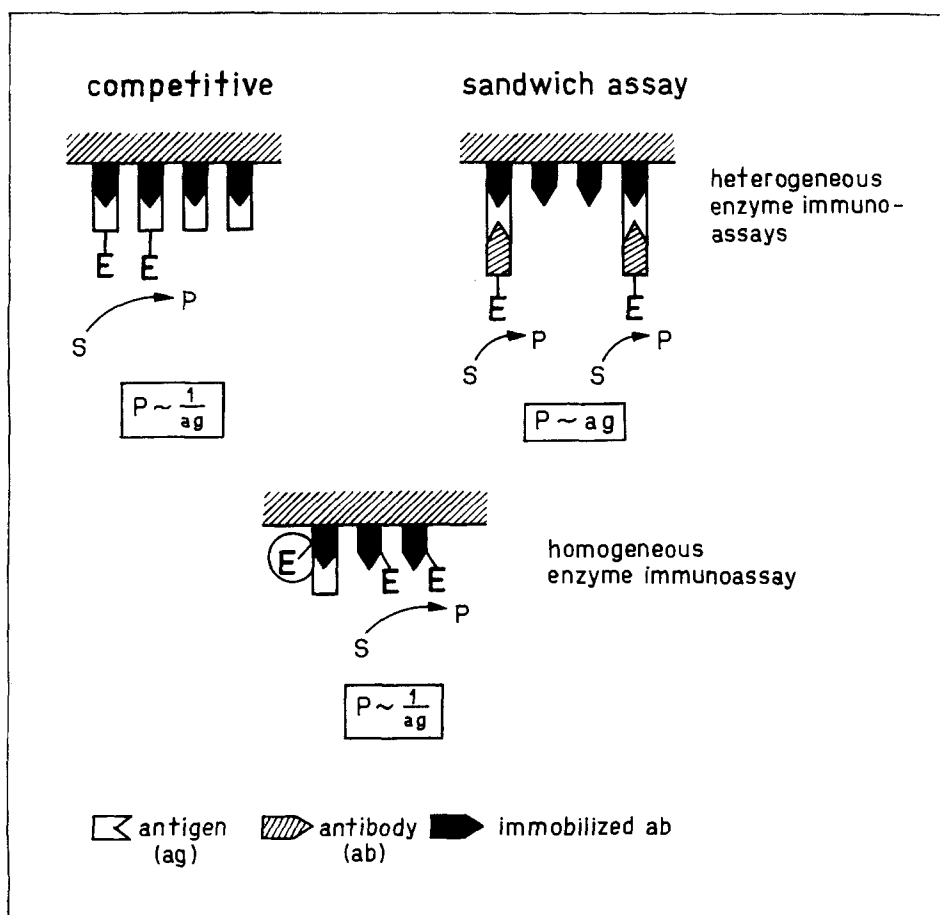 competitive
sandwich assay
heterogeneous
enzyme immuno-
assays
E E
S P
P ~ 1/ag
E E
S P S P
P ~ ag
homogeneous
enzyme immunoassay
E E E
S P
P ~ 1/ag
antigen
(ag)
antibody
(ab)
immobilized ab